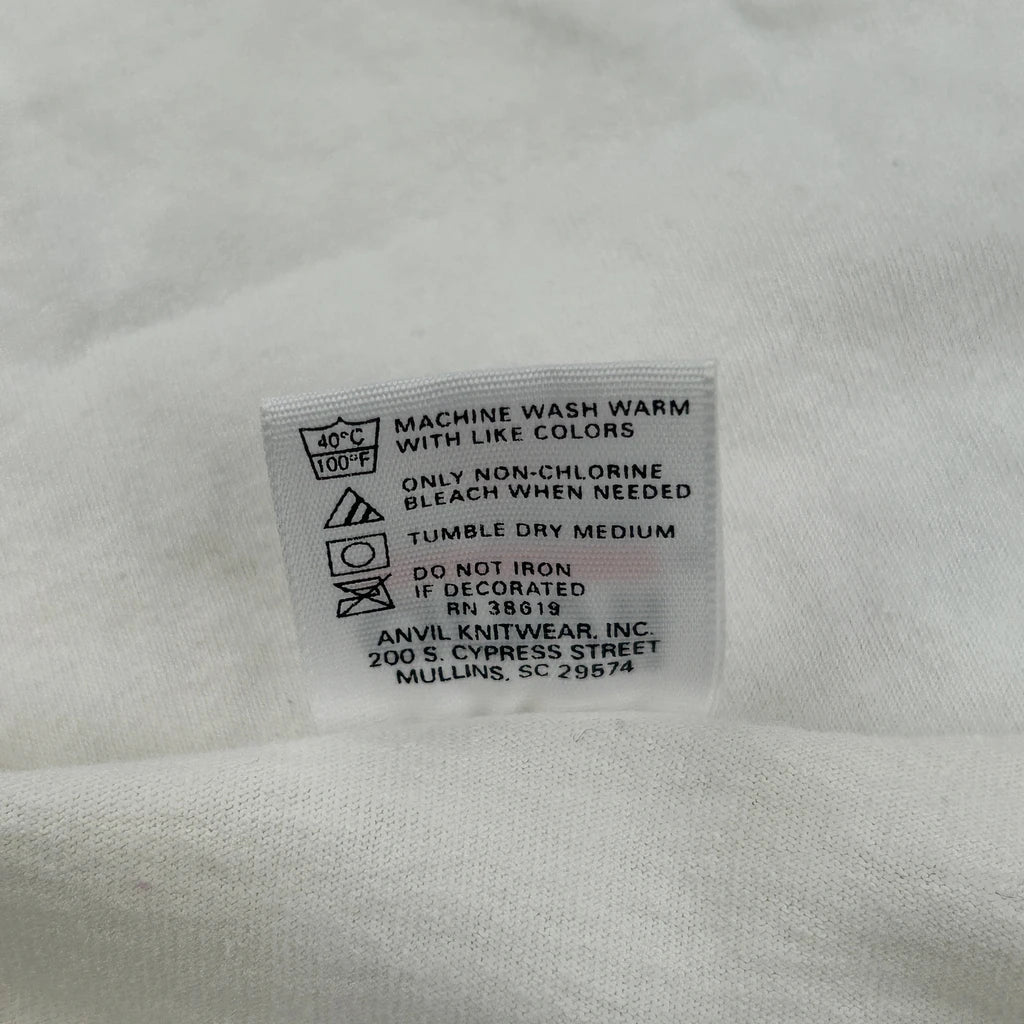 40°C
100°F
MACHINE WASH WARM
WITH LIKE COLORS
ONLY NON-CHLORINE
BLEACH WHEN NEEDED
TUMBLE DRY MEDIUM
DO NOT IRON
IF DECORATED
RN 38619
ANVIL KNITWEAR, INC.
200 S. CYPRESS STREET
MULLINS, SC 29574